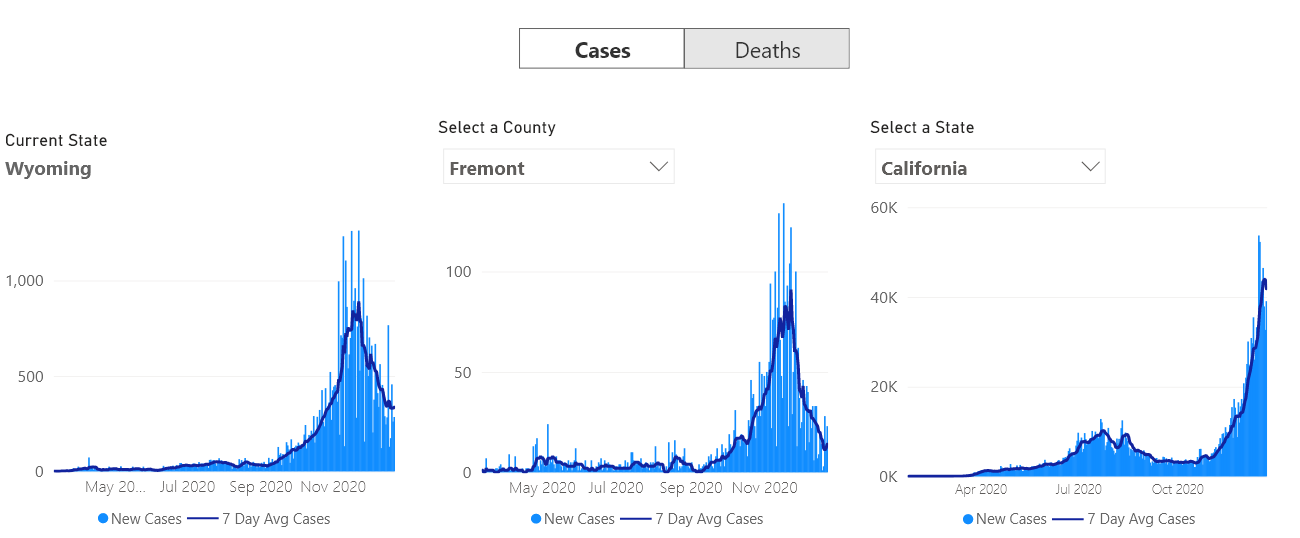 Cases
Deaths
Current State
Wyoming
1,000
500
0
May 20...
Jul 2020
Sep 2020
Nov 2020
New Cases
7 Day Avg Cases
Select a County
Fremont
100
50
0
May 2020
Jul 2020
Sep 2020
Nov 2020
New Cases
7 Day Avg Cases
Select a State
California
60K
40K
20K
0K
Apr 2020
Jul 2020
Oct 2020
New Cases
7 Day Avg Cases